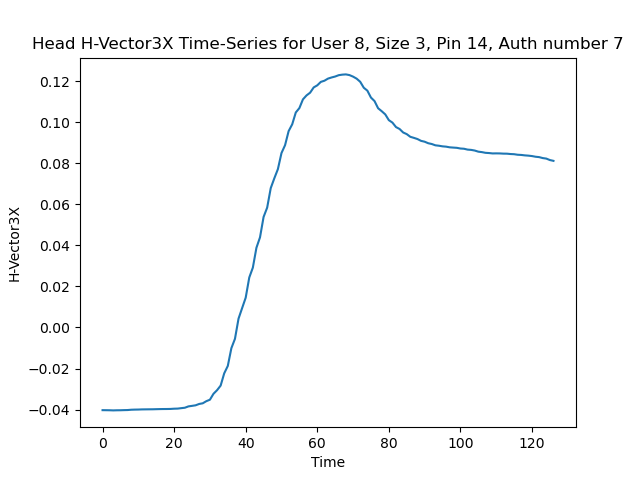 Head H-Vector3X Time-Series for User 8, Size 3, Pin 14, Auth number 7
0.12
0.10
0.08
0.06
0.04
0.02
0.00
−0.02
−0.04
H-Vector3X
0 20 40 60 80 100 120
Time